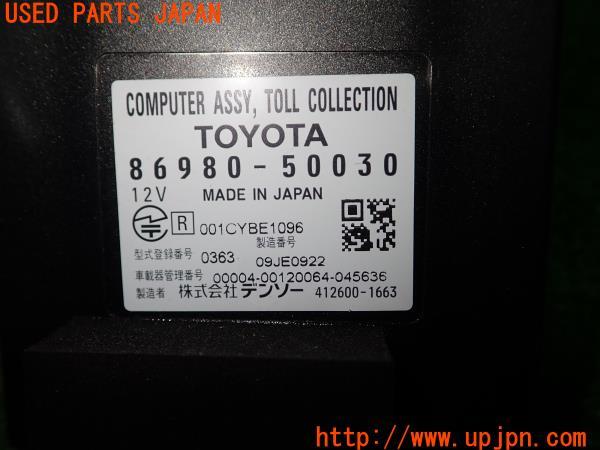 USED PARTS JAPAN
COMPUTER ASSY, TOLL COLLECTION
TOYOTA
86980-50030
12V MADE IN JAPAN
R 001CYBE1096
型式登録番号 0363 製造番号 09JE0922
車載器管理番号 00004-00120064-045636
製造者 株式会社デンソー 412600-1663
http://www.upjpn.com